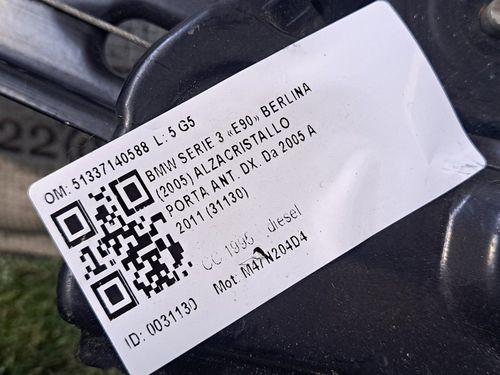 OM: 51337140588 L: 5 G5
BMW SERIE 3 «E90» BERLINA
(2005) ALZACRISTALLO
PORTA ANT. DX. Da 2005 A
2011 (31130)
CC 1995 diesel
Mot: M47N204D4
ID: 0031130
22